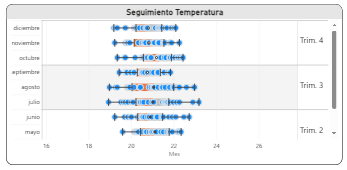 Seguimiento Temperatura
diciembre
noviembre
Trim. 4
octubre
eptiembre
agosto
Trim. 3
julio
junio
Trim. 2
mayo
16 18 20 22 24 26
Mes